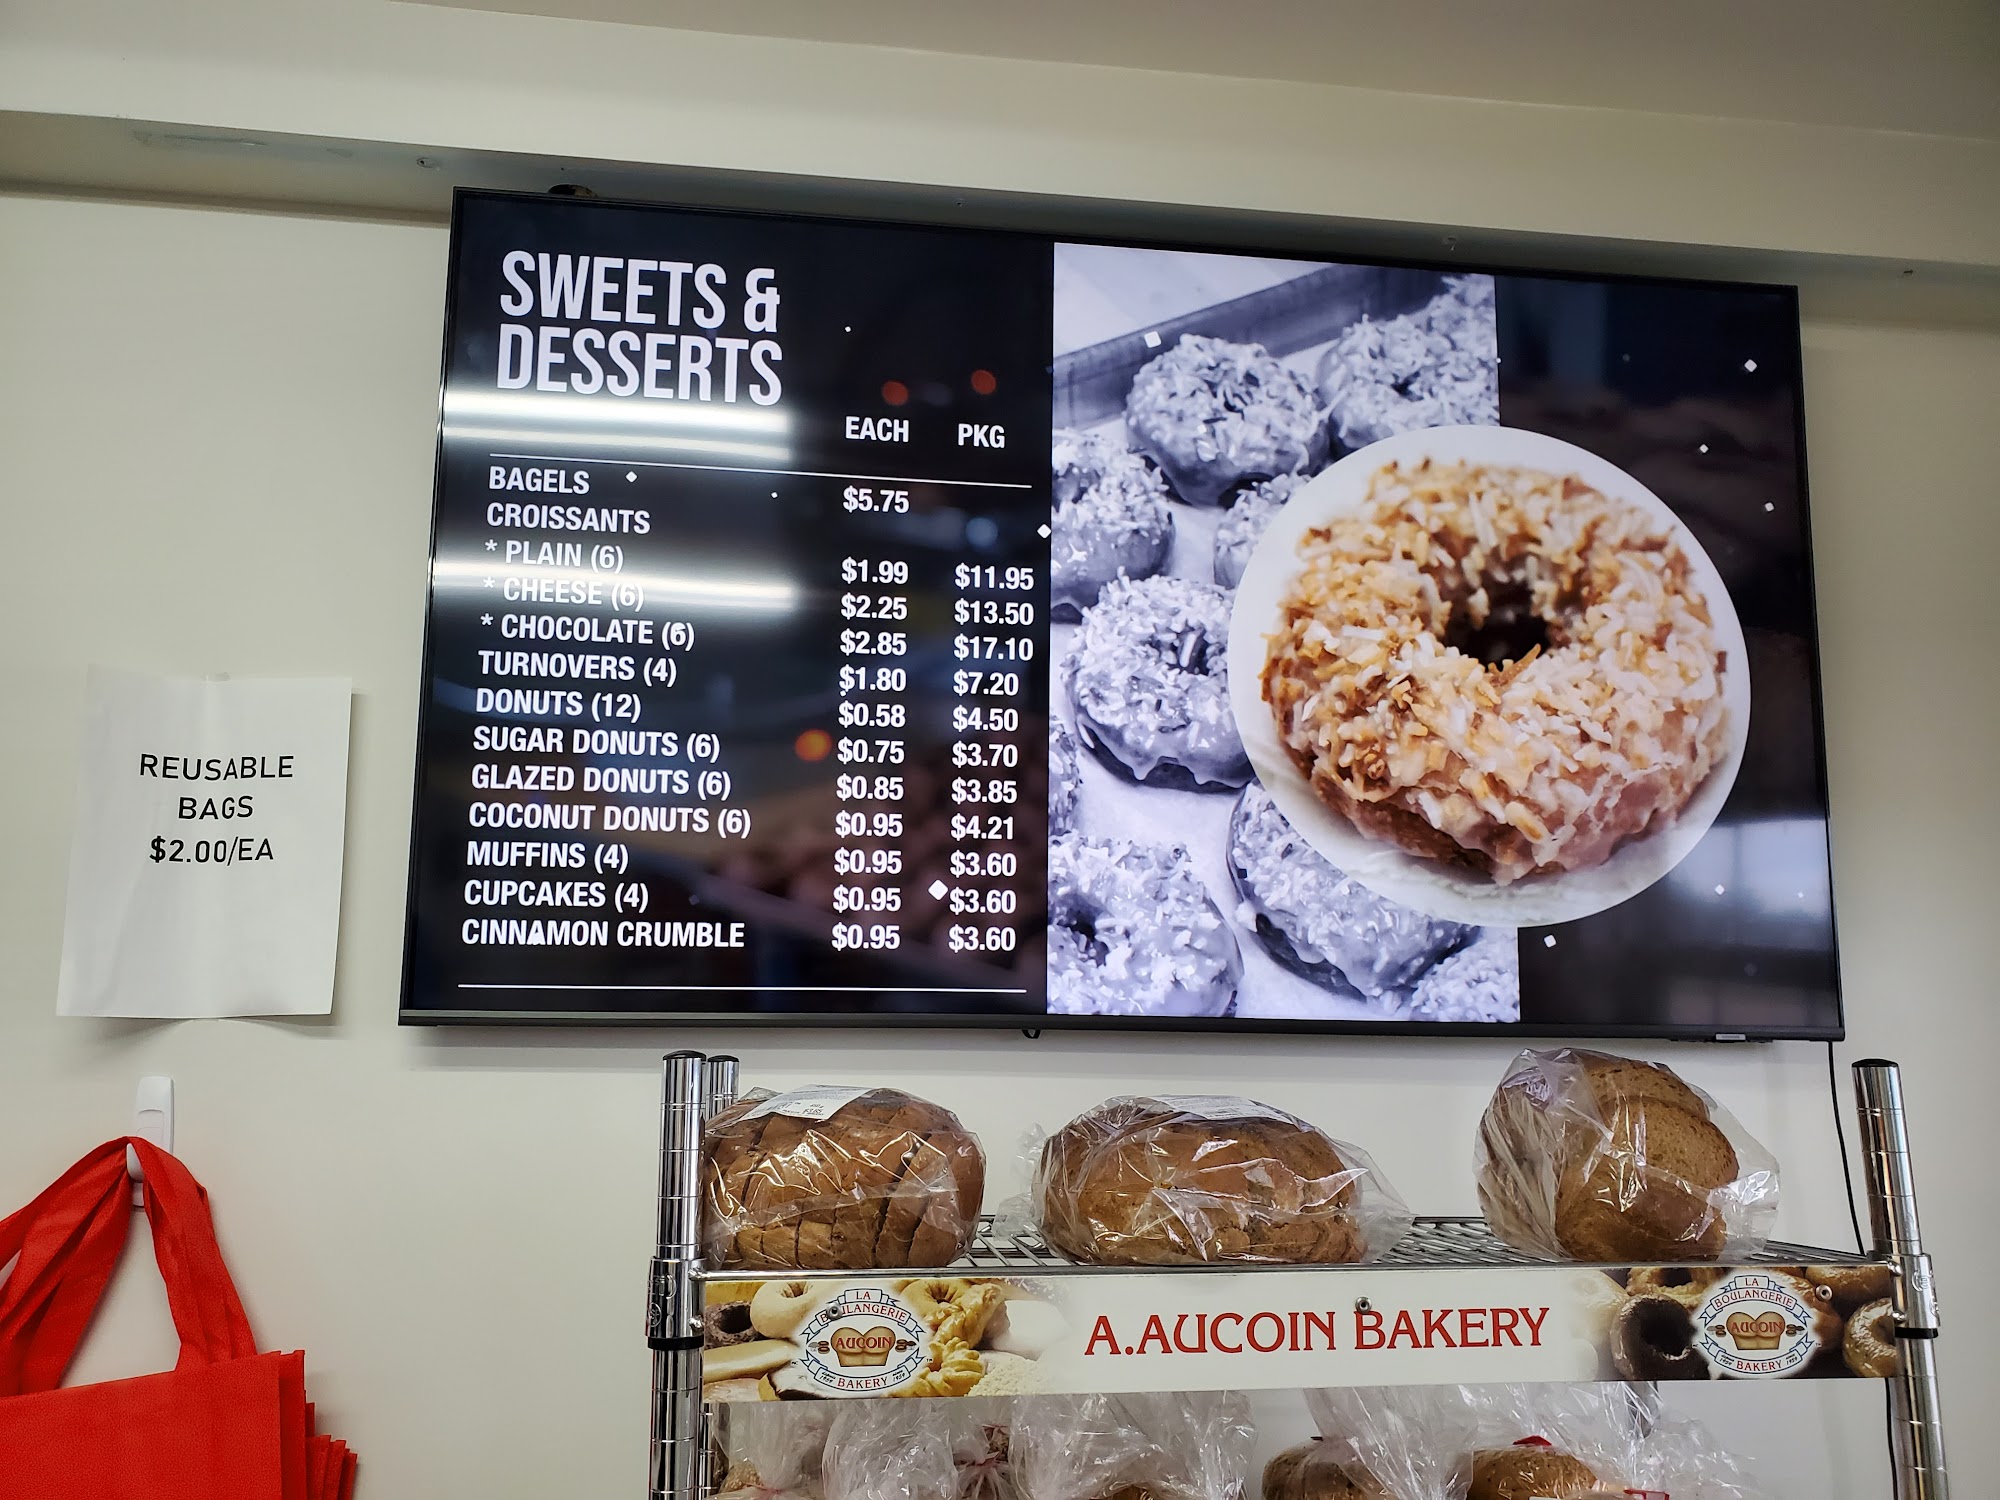 SWEETS &
DESSERTS
EACH PKG
BAGELS $5.75
CROISSANTS
* PLAIN (6) $1.99 $11.95
* CHEESE (6) $2.25 $13.50
* CHOCOLATE (6) $2.85 $17.10
TURNOVERS (4) $1.80 $7.20
DONUTS (12) $0.58 $4.50
SUGAR DONUTS (6) $0.75 $3.70
GLAZED DONUTS (6) $0.85 $3.85
COCONUT DONUTS (6) $0.95 $4.21
MUFFINS (4) $0.95 $3.60
CUPCAKES (4) $0.95 $3.60
CINNAMON CRUMBLE $0.95 $3.60
REUSABLE
BAGS
$2.00/EA
A.AUCOIN BAKERY
LA
BOULANGERIE
AUCOIN
BAKERY
LA
BOULANGERIE
AUCOIN
BAKERY